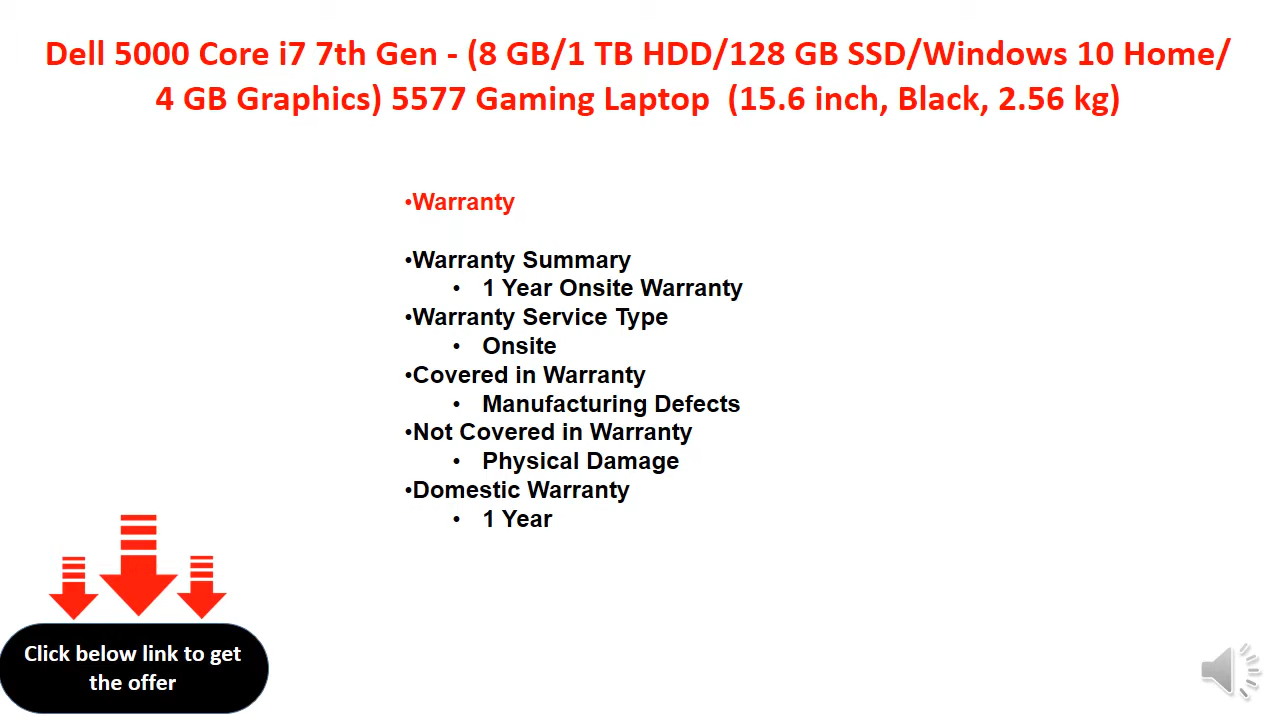 Dell 5000 Core i7 7th Gen - (8 GB/1 TB HDD/128 GB SSD/Windows 10 Home/
4 GB Graphics) 5577 Gaming Laptop (15.6 inch, Black, 2.56 kg)
•Warranty
•Warranty Summary
• 1 Year Onsite Warranty
•Warranty Service Type
• Onsite
•Covered in Warranty
• Manufacturing Defects
•Not Covered in Warranty
• Physical Damage
•Domestic Warranty
• 1 Year
Click below link to get
the offer